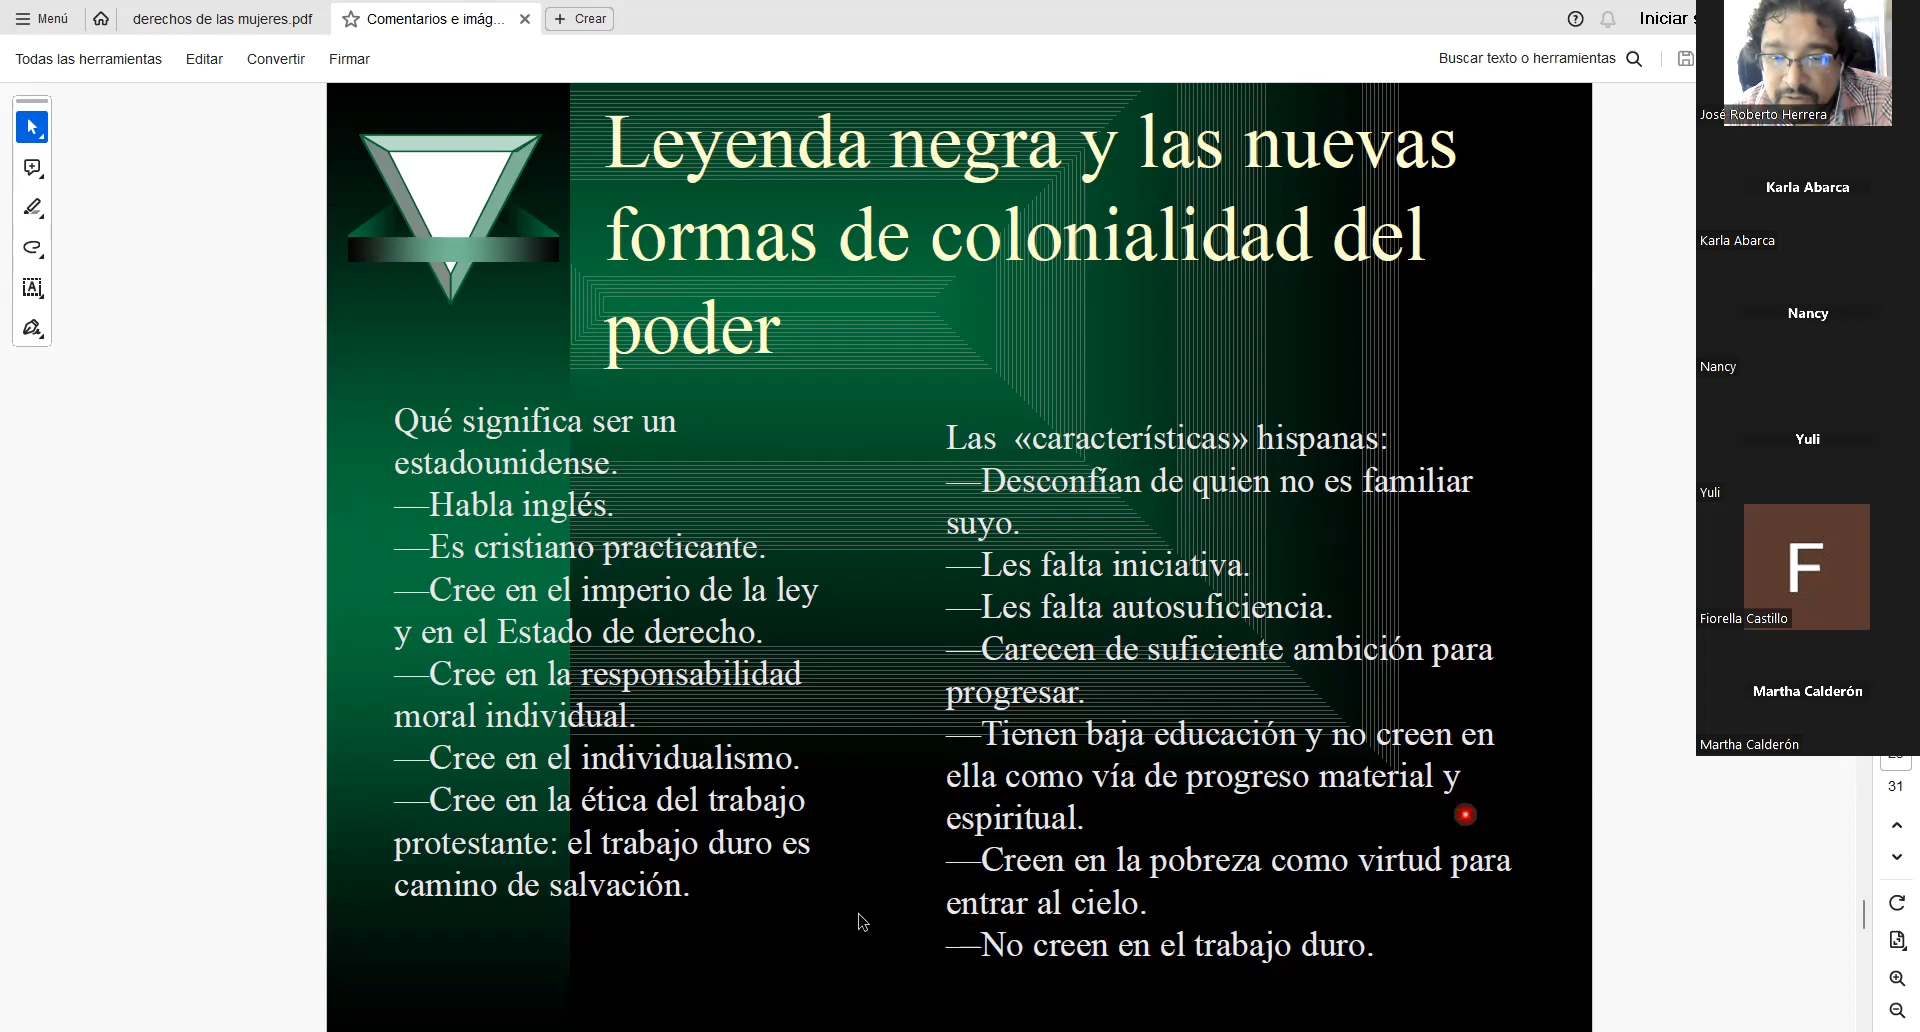 Menú
derechos de las mujeres.pdf
Comentarios e imág...
Crear
Iniciar s
Todas las herramientas
Editar
Convertir
Firmar
Buscar texto o herramientas
Leyenda negra y las nuevas
formas de colonialidad del
poder
Qué significa ser un
estadounidense.
—Habla inglés.
—Es cristiano practicante.
—Cree en el imperio de la ley
y en el Estado de derecho.
—Cree en la responsabilidad
moral individual.
—Cree en el individualismo.
—Cree en la ética del trabajo
protestante: el trabajo duro es
camino de salvación.
Las «características» hispanas:
—Desconfían de quien no es familiar
suyo.
—Les falta iniciativa.
—Les falta autosuficiencia.
—Carecen de suficiente ambición para
progresar.
—Tienen baja educación y no creen en
ella como vía de progreso material y
espiritual.
—Creen en la pobreza como virtud para
entrar al cielo.
—No creen en el trabajo duro.
José Roberto Herrera
Karla Abarca
Karla Abarca
Nancy
Nancy
Yuli
Yuli
F
Fiorella Castillo
Martha Calderón
Martha Calderón
31